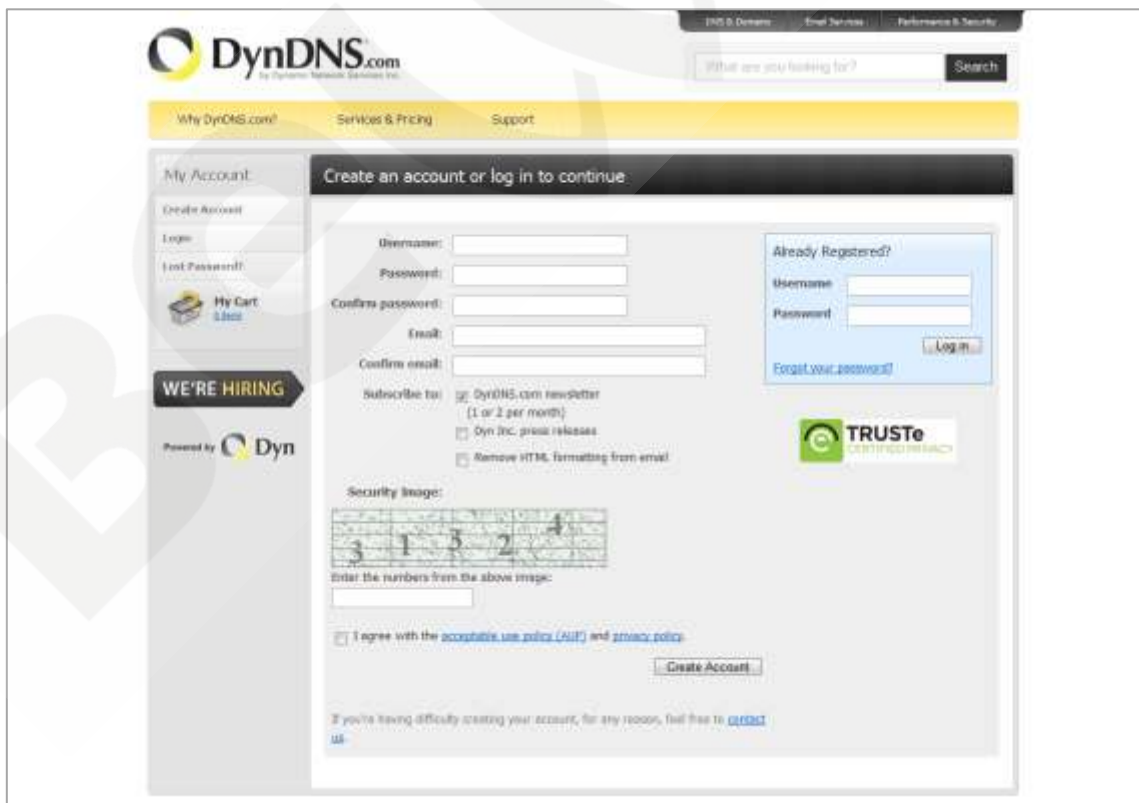 DNS & Domains Email Services Performance & Security
DynDNS.com
by Dynamic Network Services Inc.
What are you looking for?
Search
Why DynDNS.com?
Services & Pricing
Support
My Account
Create Account
Login
Lost Password?
My Cart
0 items
WE'RE HIRING
Powered by Dyn
Create an account or log in to continue
Username:
Password:
Confirm password:
Email:
Confirm email:
Subscribe to:
DynDNS.com newsletter
(1 or 2 per month)
Dyn Inc. press releases
Remove HTML formatting from email
Security Image:
3 1 3 2 4
Enter the numbers from the above image:
I agree with the acceptable use policy (AUP) and privacy policy.
Create Account
If you're having difficulty creating your account, for any reason, feel free to contact
us.
Already Registered?
Username
Password
Log in
Forgot your password?
TRUSTe
CERTIFIED PRIVACY